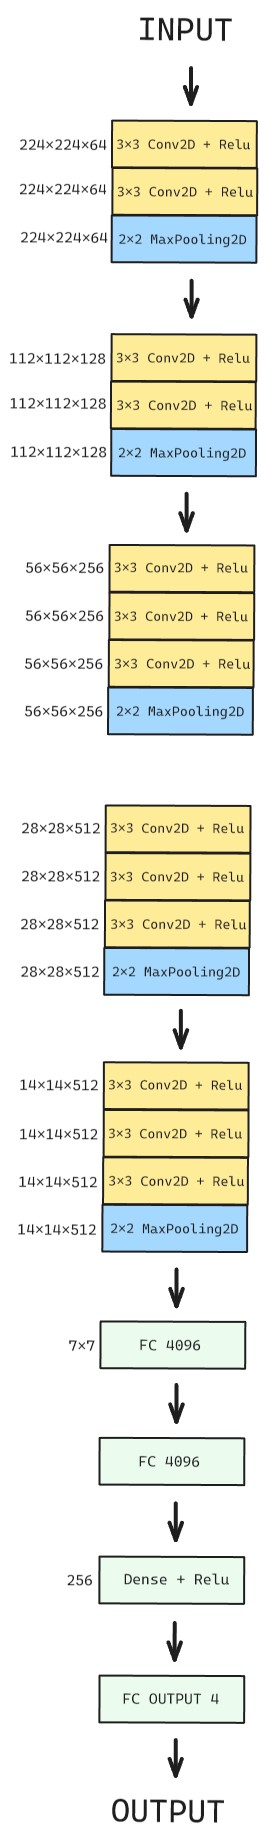 INPUT
224×224×64 3×3 Conv2D + Relu
224×224×64 3×3 Conv2D + Relu
224×224×64 2×2 MaxPooling2D
112×112×128 3×3 Conv2D + Relu
112×112×128 3×3 Conv2D + Relu
112×112×128 2×2 MaxPooling2D
56×56×256 3×3 Conv2D + Relu
56×56×256 3×3 Conv2D + Relu
56×56×256 3×3 Conv2D + Relu
56×56×256 2×2 MaxPooling2D
28×28×512 3×3 Conv2D + Relu
28×28×512 3×3 Conv2D + Relu
28×28×512 3×3 Conv2D + Relu
28×28×512 2×2 MaxPooling2D
14×14×512 3×3 Conv2D + Relu
14×14×512 3×3 Conv2D + Relu
14×14×512 3×3 Conv2D + Relu
14×14×512 2×2 MaxPooling2D
7×7 FC 4096
FC 4096
256 Dense + Relu
FC OUTPUT 4
OUTPUT